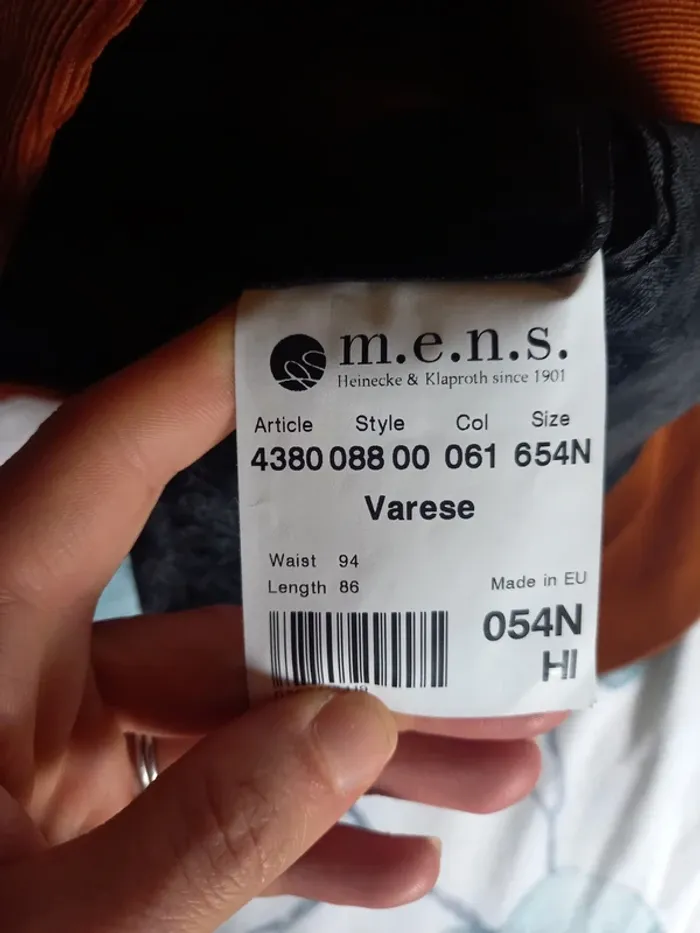 m.e.n.s.
Heinecke & Klaproth since 1901
Article Style Col Size
4380 088 00 061 654N
Varese
Waist 94
Length 86
Made in EU
054N
HI